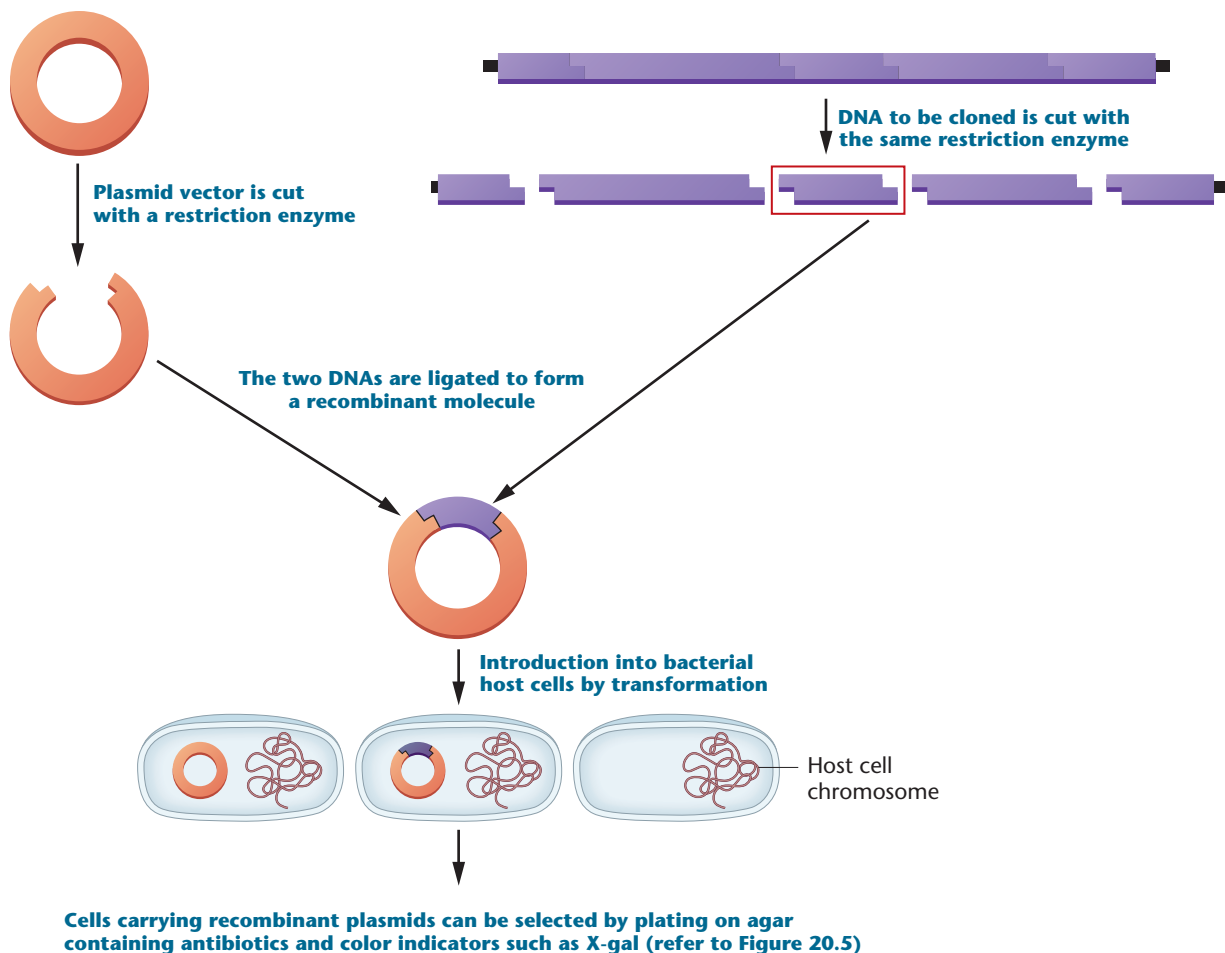 DNA to be cloned is cut with
the same restriction enzyme
Plasmid vector is cut
with a restriction enzyme
The two DNAs are ligated to form
a recombinant molecule
Introduction into bacterial
host cells by transformation
Host cell
chromosome
Cells carrying recombinant plasmids can be selected by plating on agar
containing antibiotics and color indicators such as X-gal (refer to Figure 20.5)